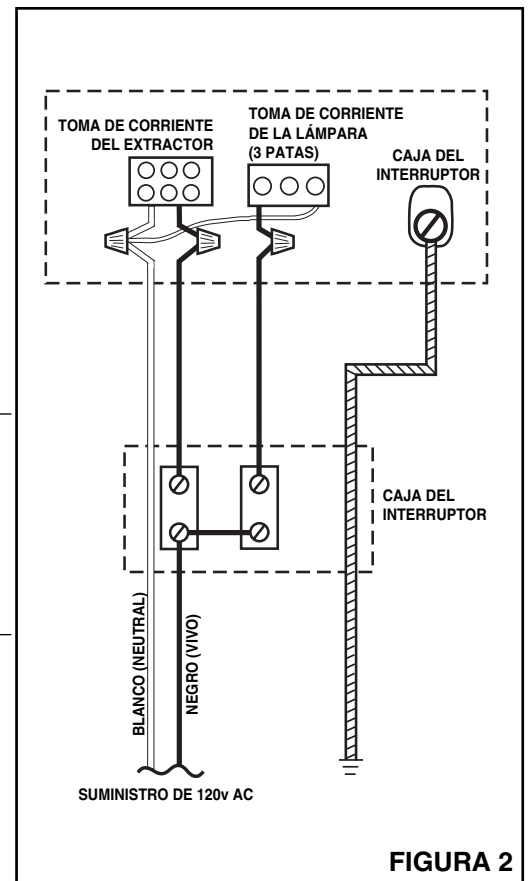 TOMA DE CORRIENTE
DEL EXTRACTOR
TOMA DE CORRIENTE
DE LA LÁMPARA
(3 PATAS)
CAJA DEL
INTERRUPTOR
CAJA DEL
INTERRUPTOR
BLANCO (NEUTRAL)
NEGRO (VIVO)
SUMINISTRO DE 120v AC
FIGURA 2